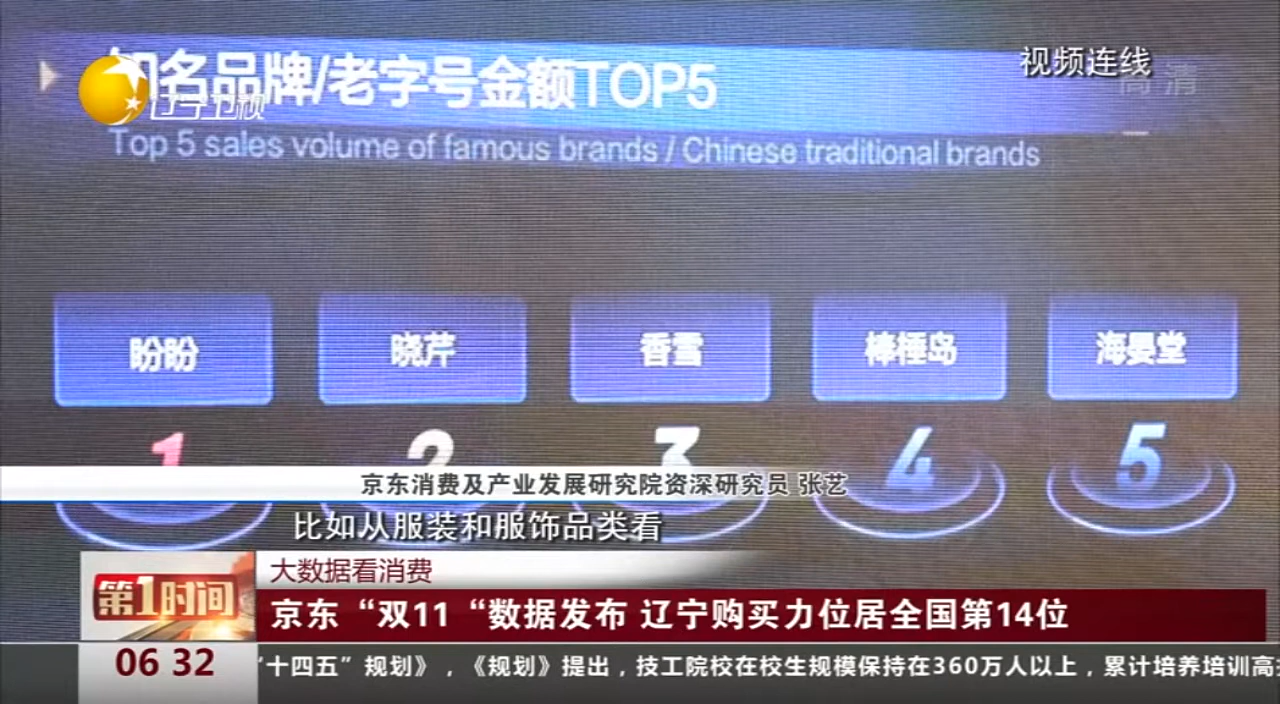 知名品牌/老字号金额TOP5
辽宁卫视
视频连线
高清
Top 5 sales volume of famous brands / Chinese traditional brands
盼盼 晓芹 香雪 棒棰岛 海晏堂
1 2 3 4 5
京东消费及产业发展研究院资深研究员 张艺
比如从服装和服饰品类看
第1时间
大数据看消费
京东“双11“数据发布 辽宁购买力位居全国第14位
06 32
“十四五”规划》，《规划》提出，技工院校在校生规模保持在360万人以上，累计培养培训高